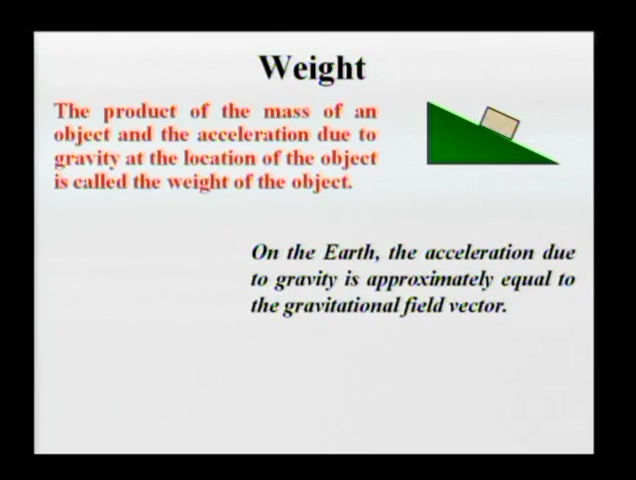 Weight
The product of the mass of an
object and the acceleration due to
gravity at the location of the object
is called the weight of the object.
On the Earth, the acceleration due
to gravity is approximately equal to
the gravitational field vector.